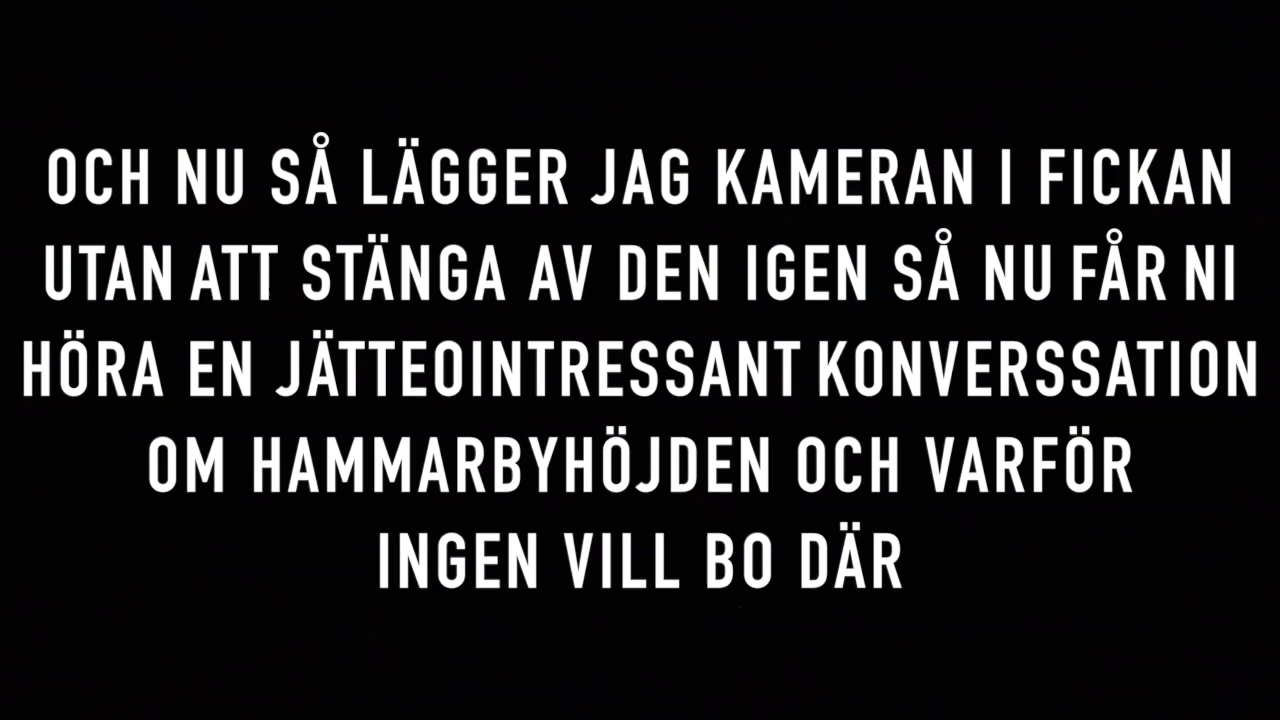 OCH NU SÅ LÄGGER JAG KAMERAN I FICKAN
UTAN ATT STÄNGA AV DEN IGEN SÅ NU FÅR NI
HÖRA EN JÄTTEOINTRESSANT KONVERSSATION
OM HAMMARBYHÖJDEN OCH VARFÖR
INGEN VILL BO DÄR